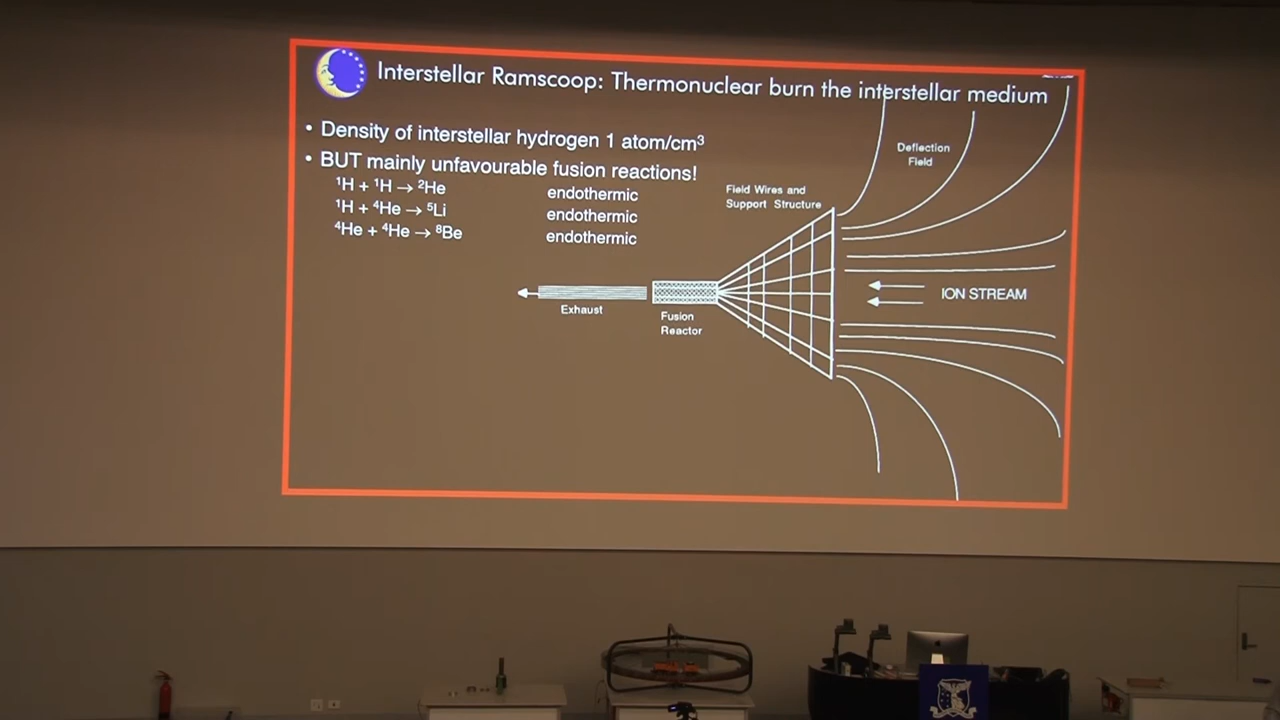 Interstellar Ramscoop: Thermonuclear burn the interstellar medium
• Density of interstellar hydrogen 1 atom/cm³
• BUT mainly unfavourable fusion reactions!
¹H + ¹H → ²He endothermic
¹H + ⁴He → ⁵Li endothermic
⁴He + ⁴He → ⁸Be endothermic
Deflection
Field
Field Wires and
Support Structure
ION STREAM
Exhaust
Fusion
Reactor